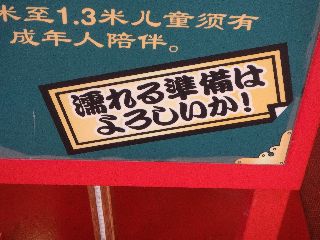 米至1.3米儿童须有
成年人陪伴。
濡れる準備は
よろしいか!